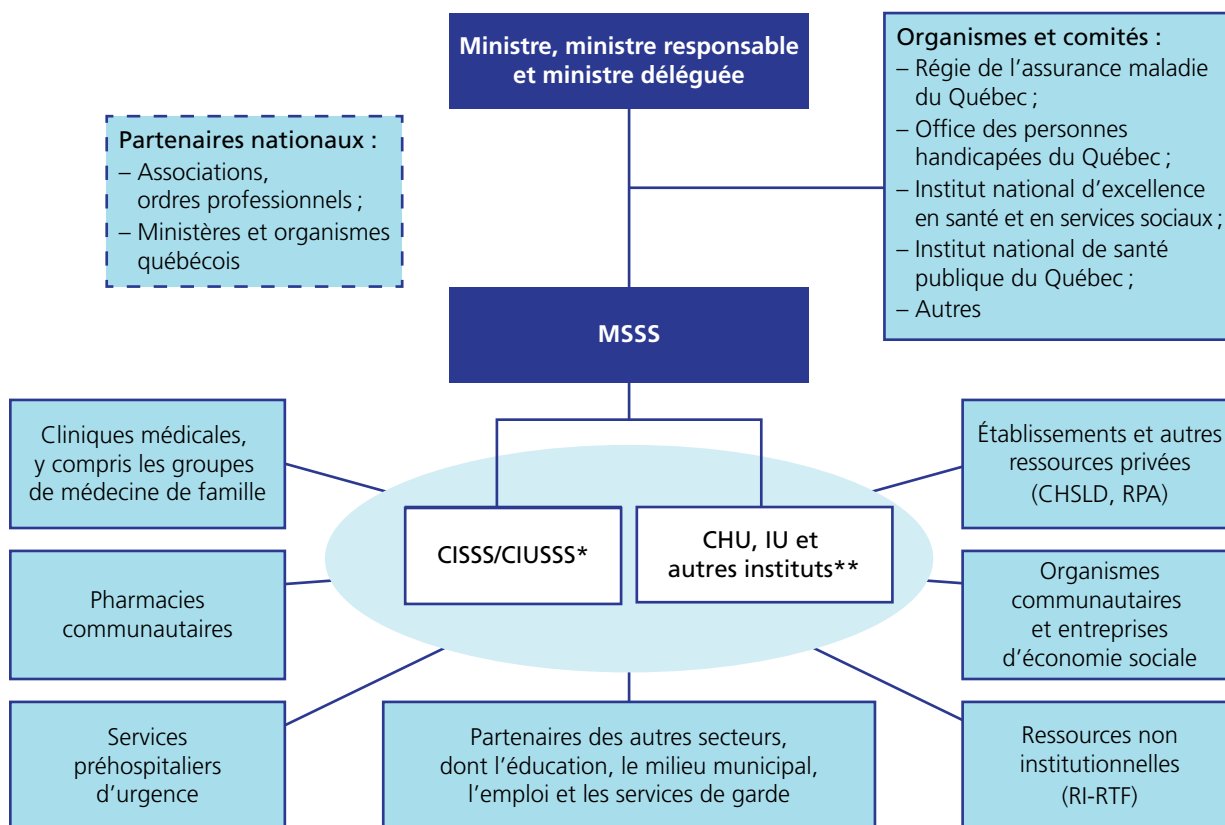 Ministre, ministre responsable
et ministre déléguée
Organismes et comités :
– Régie de l’assurance maladie
du Québec ;
– Office des personnes
handicapées du Québec ;
– Institut national d’excellence
en santé et en services sociaux ;
– Institut national de santé
publique du Québec ;
– Autres
Partenaires nationaux :
– Associations,
ordres professionnels ;
– Ministères et organismes
québécois
MSSS
Cliniques médicales,
y compris les groupes
de médecine de famille
Établissements et autres
ressources privées
(CHSLD, RPA)
CISSS/CIUSSS*
CHU, IU et
autres instituts**
Pharmacies
communautaires
Organismes
communautaires
et entreprises
d’économie sociale
Services
préhospitaliers
d’urgence
Partenaires des autres secteurs,
dont l’éducation, le milieu municipal,
l’emploi et les services de garde
Ressources non
institutionnelles
(RI-RTF)